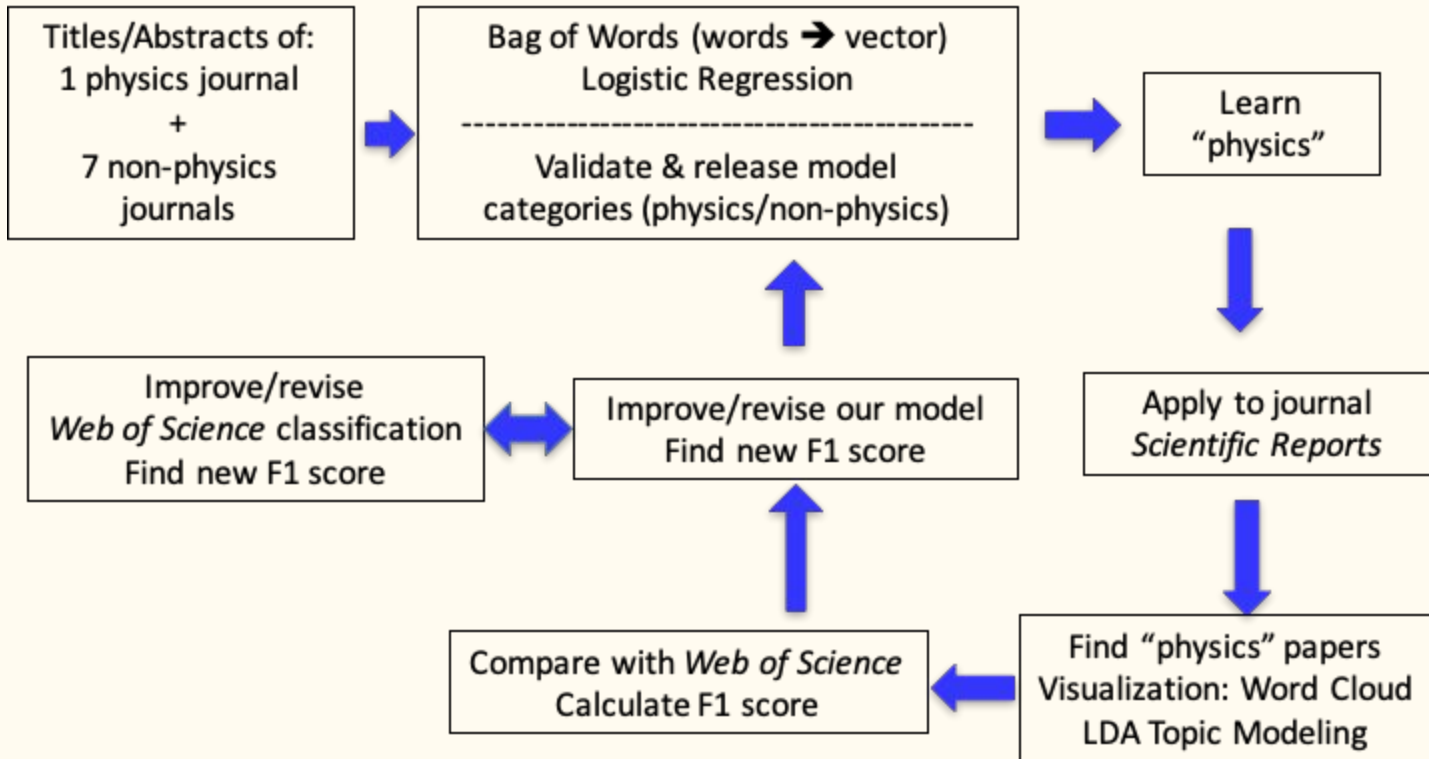 Titles/Abstracts of:
1 physics journal
+
7 non-physics
journals
Bag of Words (words ➔ vector)
Logistic Regression
-------------------------------------------
Validate & release model
categories (physics/non-physics)
Learn
“physics”
Apply to journal
Scientific Reports
Find “physics” papers
Visualization: Word Cloud
LDA Topic Modeling
Compare with Web of Science
Calculate F1 score
Improve/revise our model
Find new F1 score
Improve/revise
Web of Science classification
Find new F1 score